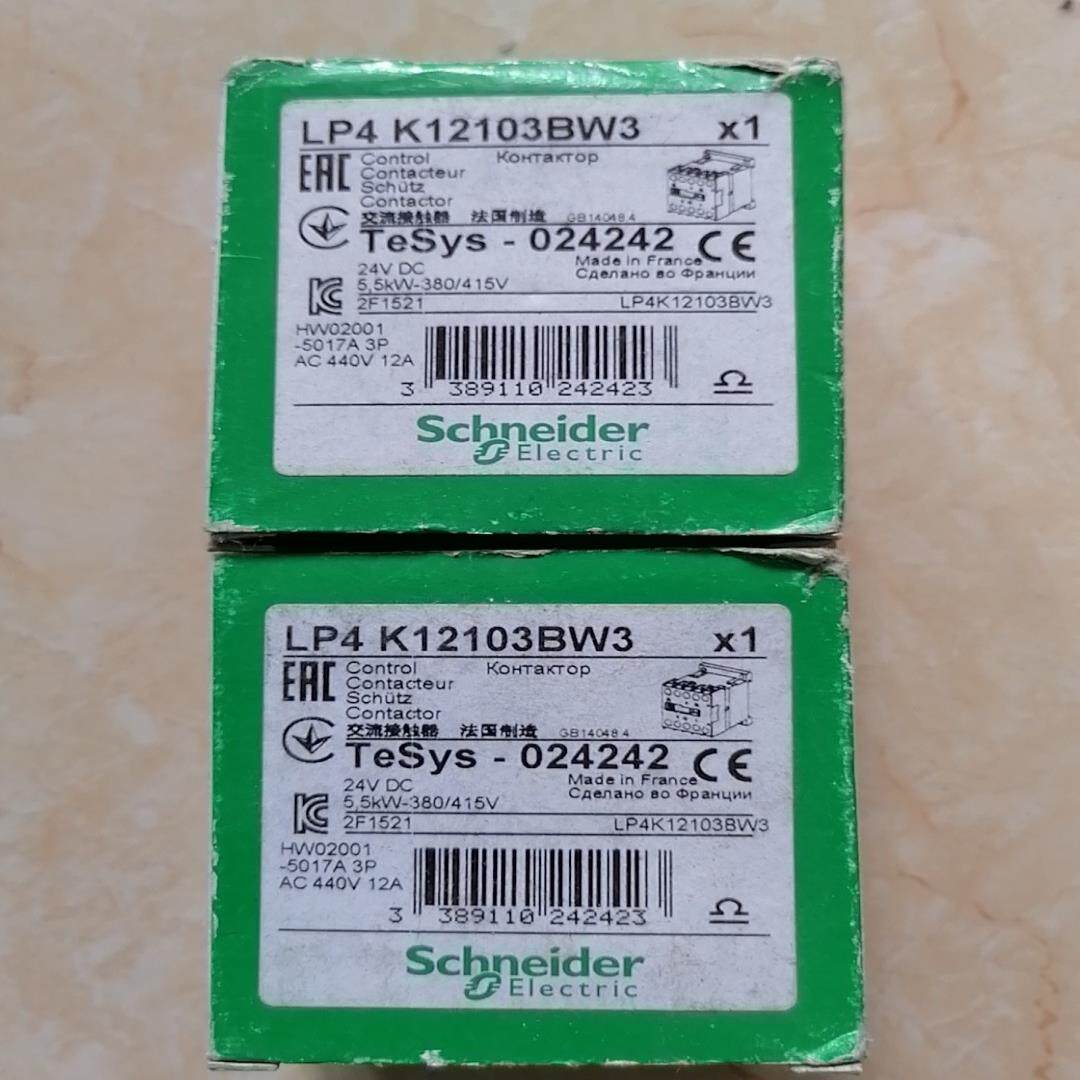 LP4 K12103BW3 x1
EAC Control Контактор
Contacteur
Schütz
Contactor
交流接触器 法国制造 GB14048.4
TeSys - 024242 CE
Made in France
24V DC Сделано во Франции
5,5kW-380/415V
2F1521 LP4K12103BW3
HW02001
-5017A 3P
AC 440V 12A
3 389110 242423
Schneider
Electric
LP4 K12103BW3 x1
EAC Control Контактор
Contacteur
Schütz
Contactor
交流接触器 法国制造 GB14048.4
TeSys - 024242 CE
Made in France
24V DC Сделано во Франции
5,5kW-380/415V
2F1521 LP4K12103BW3
HW02001
-5017A 3P
AC 440V 12A
3 389110 242423
Schneider
Electric